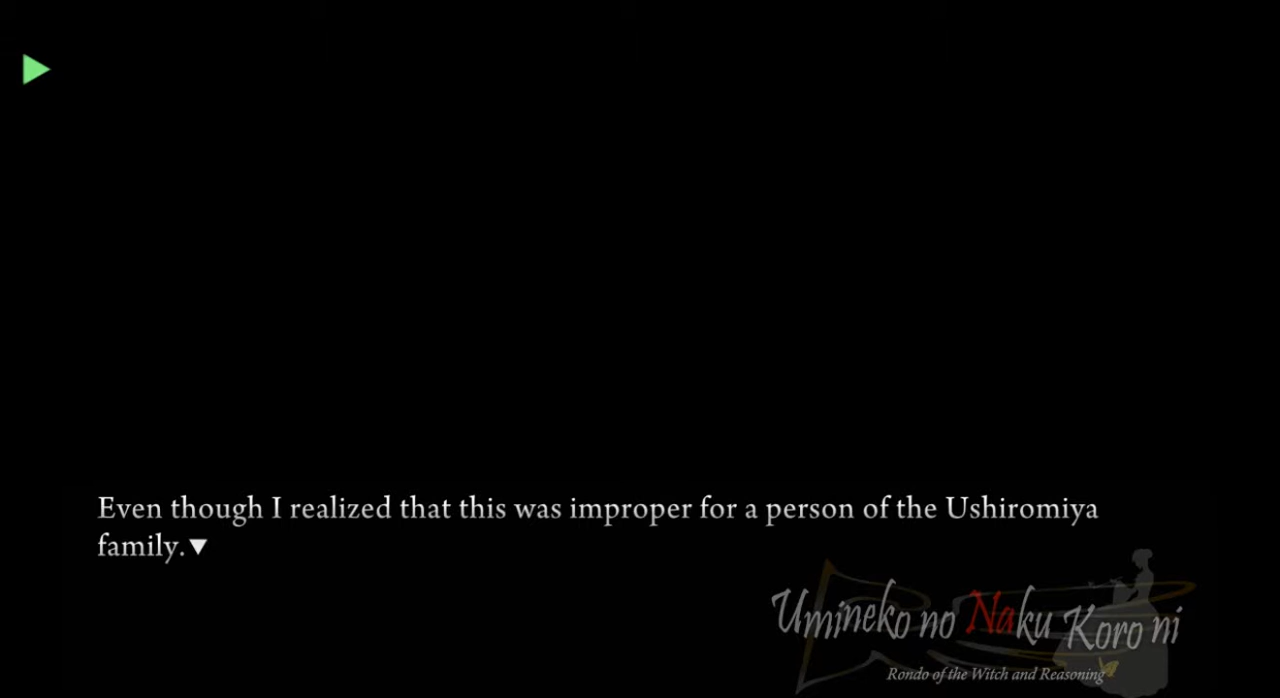 Even though I realized that this was improper for a person of the Ushiromiya
family.
Umineko no Naku Koro ni
Rondo of the Witch and Reasoning